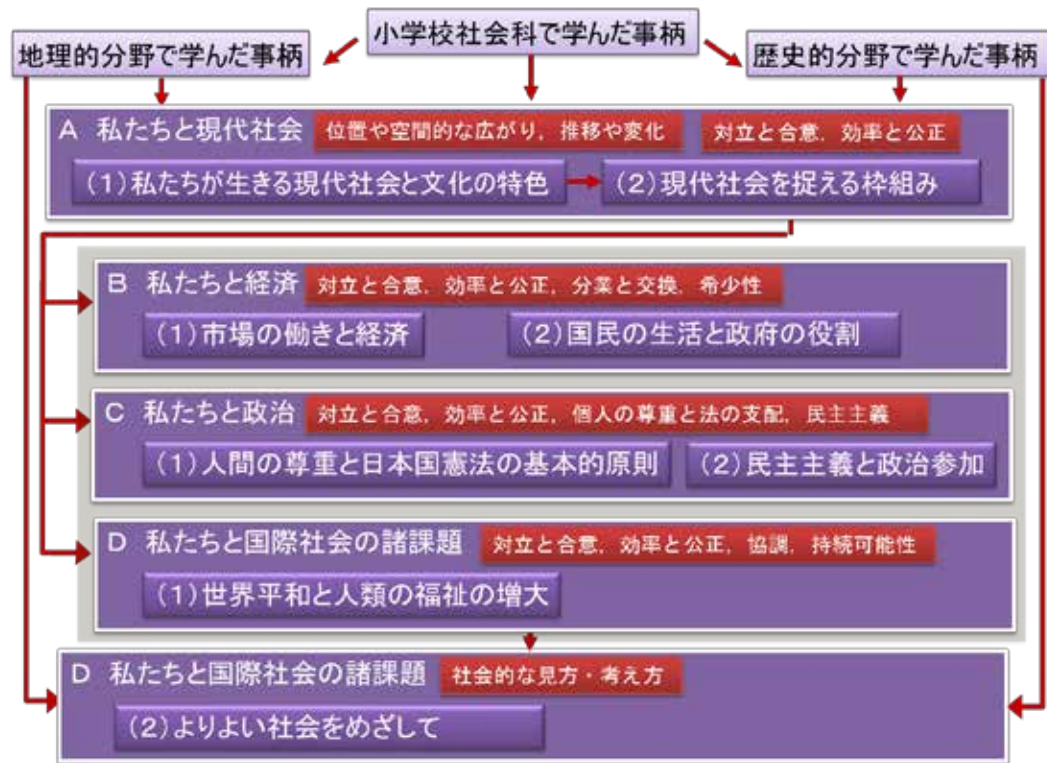 小学校社会科で学んだ事柄
地理的分野で学んだ事柄
歴史的分野で学んだ事柄
A 私たちと現代社会
位置や空間的な広がり，推移や変化
対立と合意，効率と公正
(1)私たちが生きる現代社会と文化の特色
(2)現代社会を捉える枠組み
B 私たちと経済
対立と合意，効率と公正，分業と交換，希少性
(1)市場の働きと経済
(2)国民の生活と政府の役割
C 私たちと政治
対立と合意，効率と公正，個人の尊重と法の支配，民主主義
(1)人間の尊重と日本国憲法の基本的原則
(2)民主主義と政治参加
D 私たちと国際社会の諸課題
対立と合意，効率と公正，協調，持続可能性
(1)世界平和と人類の福祉の増大
D 私たちと国際社会の諸課題
社会的な見方・考え方
(2)よりよい社会をめざして